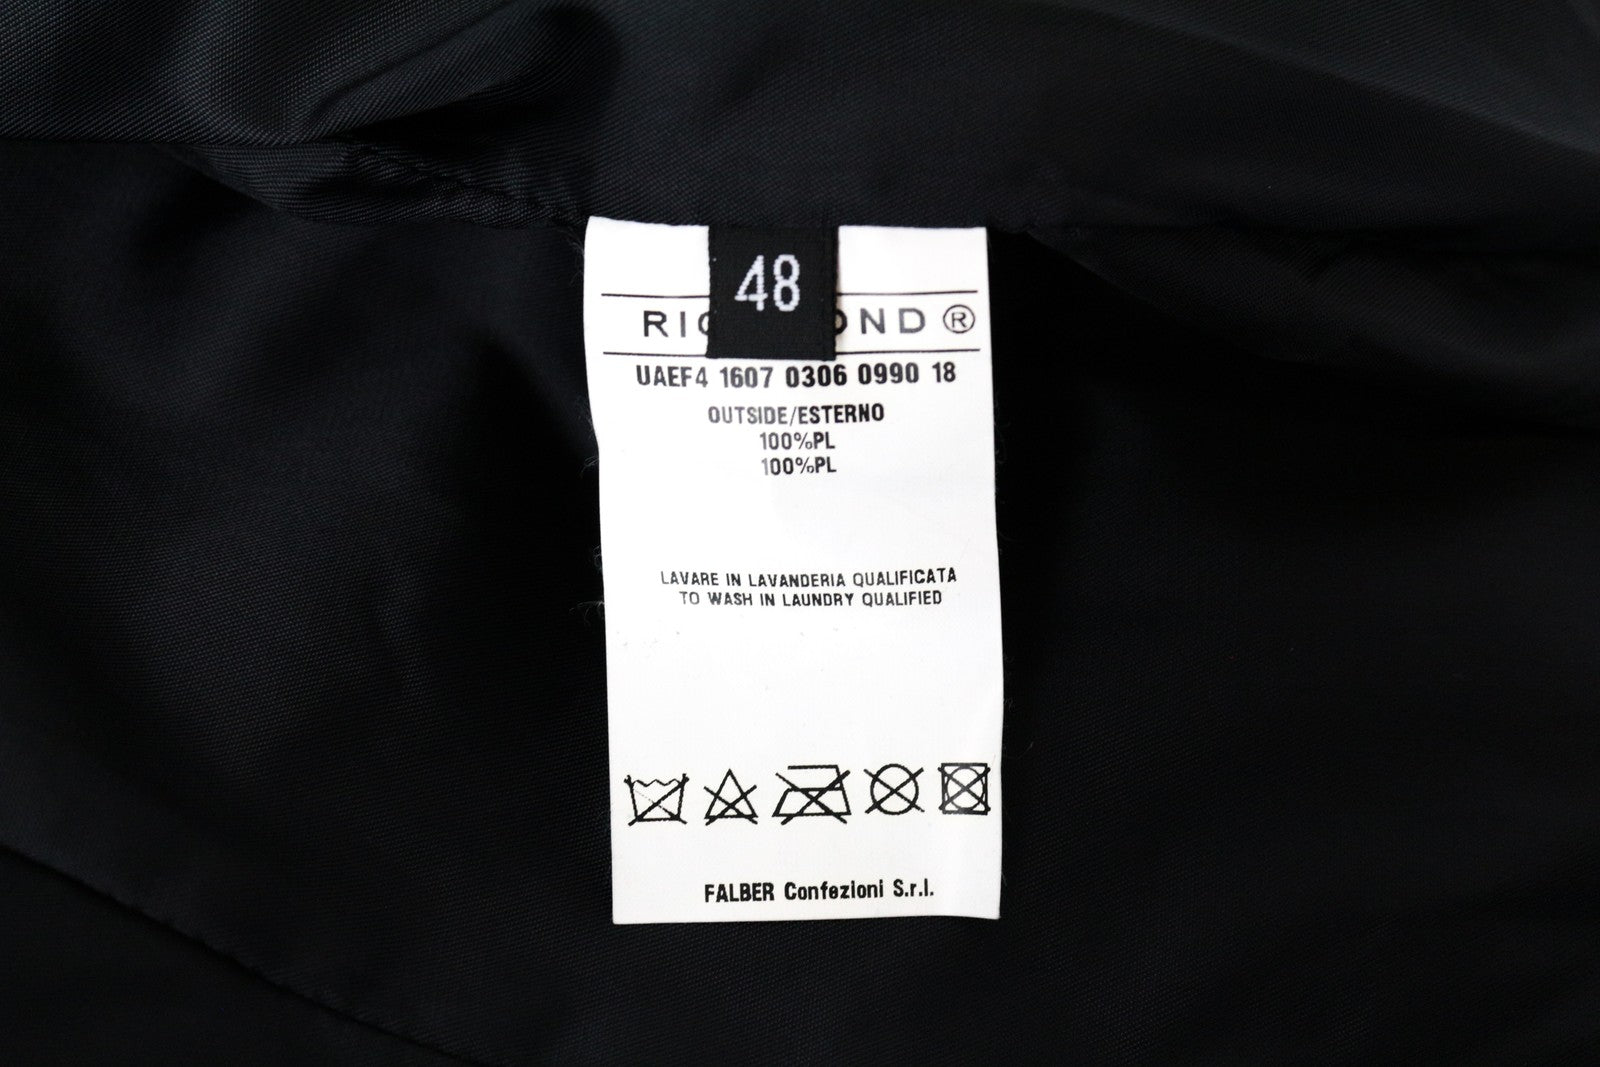 48
OND®
UAEF4 1607 0306 0990 18
OUTSIDE/ESTERNO
100%PL
100%PL
LAVARE IN LAVANDERIA QUALIFICATA
TO WASH IN LAUNDRY QUALIFIED
FALBER Confezioni S.r.l.